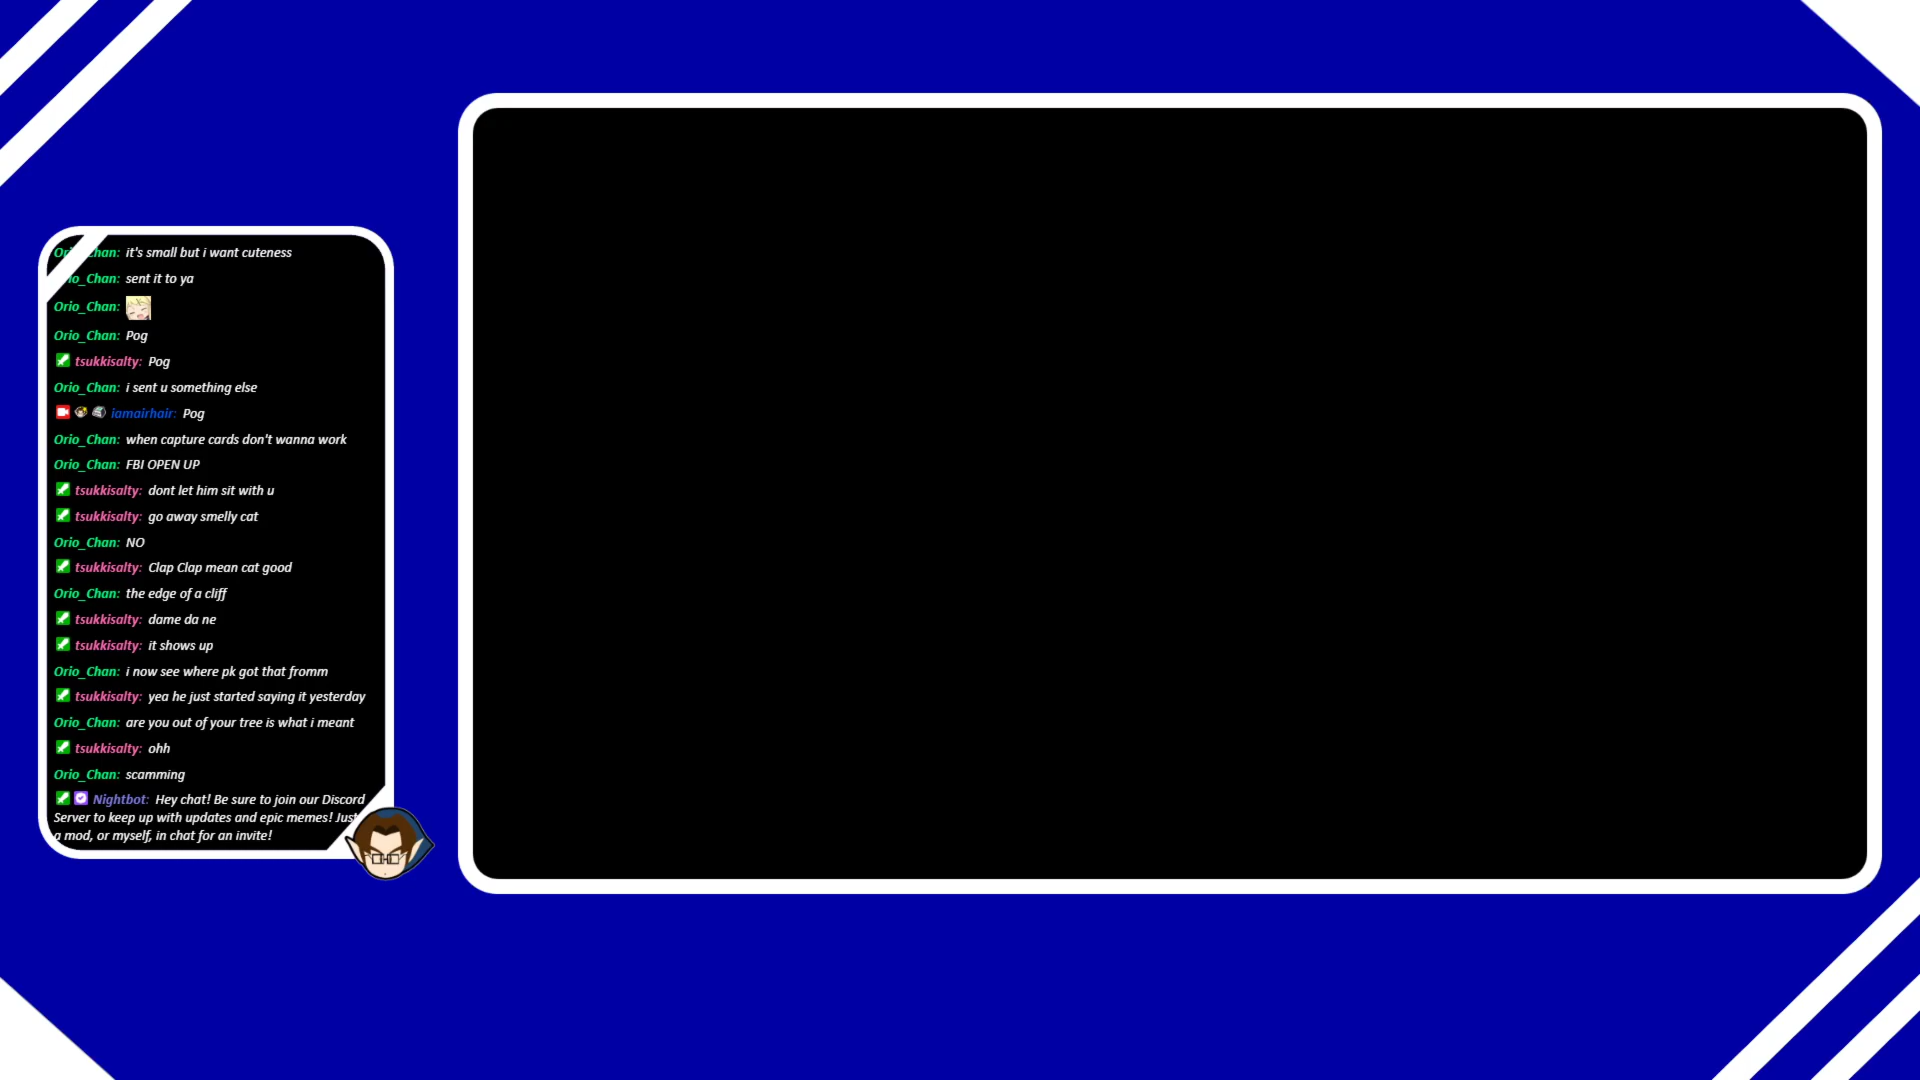 Orio_Chan: it's small but i want cuteness
Orio_Chan: sent it to ya
Orio_Chan:
Orio_Chan: Pog
tsukkisalty: Pog
Orio_Chan: i sent u something else
iamairhair: Pog
Orio_Chan: when capture cards don't wanna work
Orio_Chan: FBI OPEN UP
tsukkisalty: dont let him sit with u
tsukkisalty: go away smelly cat
Orio_Chan: NO
tsukkisalty: Clap Clap mean cat good
Orio_Chan: the edge of a cliff
tsukkisalty: dame da ne
tsukkisalty: it shows up
Orio_Chan: i now see where pk got that fromm
tsukkisalty: yea he just started saying it yesterday
Orio_Chan: are you out of your tree is what i meant
tsukkisalty: ohh
Orio_Chan: scamming
Nightbot: Hey chat! Be sure to join our Discord
Server to keep up with updates and epic memes! Just
a mod, or myself, in chat for an invite!